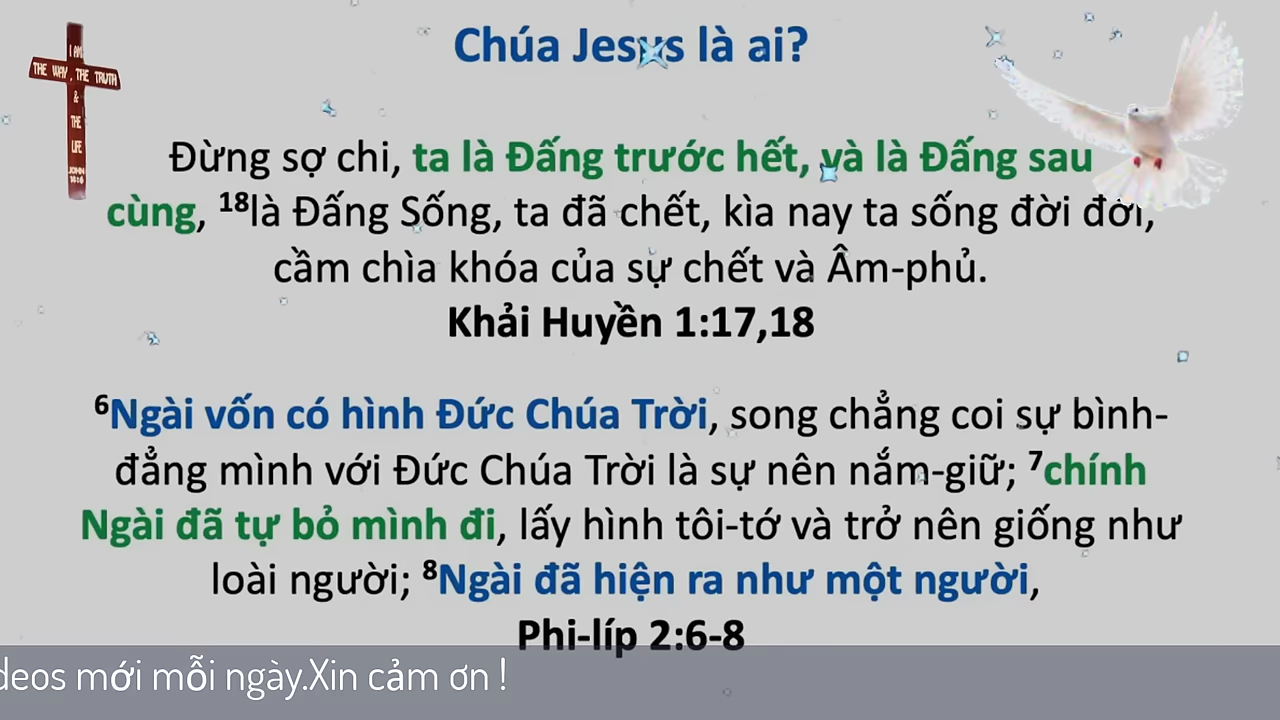 Chúa Jesus là ai?
I AM
THE WAY, THE TRUTH
&
THE
LIFE
JOHN
14:6
Đừng sợ chi, ta là Đấng trước hết, và là Đấng sau
cùng, 18là Đấng Sống, ta đã chết, kìa nay ta sống đời đời,
cầm chìa khóa của sự chết và Âm-phủ.
Khải Huyền 1:17,18
6Ngài vốn có hình Đức Chúa Trời, song chẳng coi sự bình-
đẳng mình với Đức Chúa Trời là sự nên nắm-giữ; 7chính
Ngài đã tự bỏ mình đi, lấy hình tôi-tớ và trở nên giống như
loài người; 8Ngài đã hiện ra như một người,
Phi-líp 2:6-8
deos mới mỗi ngày.Xin cảm ơn !